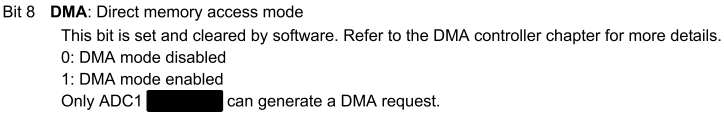 Bit 8 DMA: Direct memory access mode
This bit is set and cleared by software. Refer to the DMA controller chapter for more details.
0: DMA mode disabled
1: DMA mode enabled
Only ADC1 can generate a DMA request.